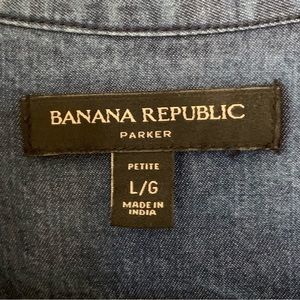 BANANA REPUBLIC
PARKER
PETITE
L/G
MADE IN
INDIA